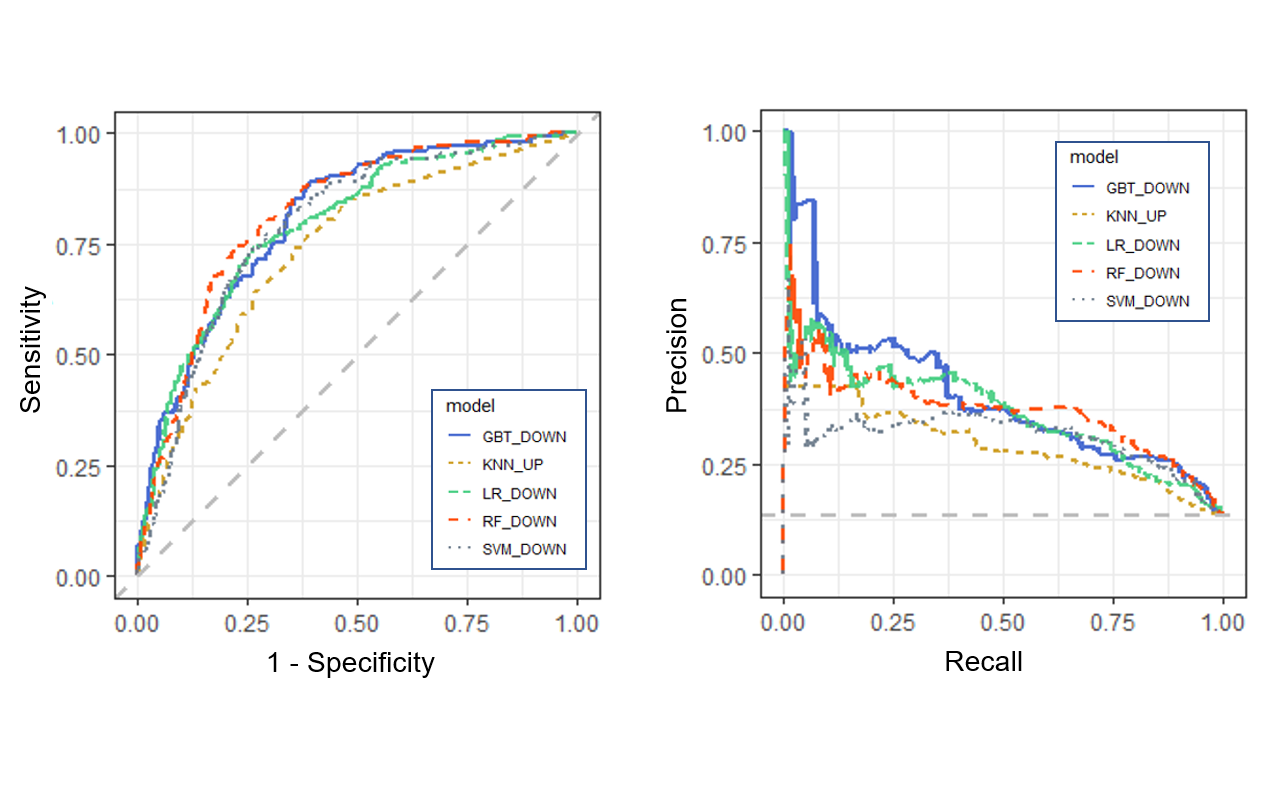 Sensitivity
1.00
0.75
0.50
0.25
0.00
model
GBT_DOWN
KNN_UP
LR_DOWN
RF_DOWN
SVM_DOWN
0.00 0.25 0.50 0.75 1.00
1 - Specificity
Precision
1.00
0.75
0.50
0.25
0.00
model
GBT_DOWN
KNN_UP
LR_DOWN
RF_DOWN
SVM_DOWN
0.00 0.25 0.50 0.75 1.00
Recall